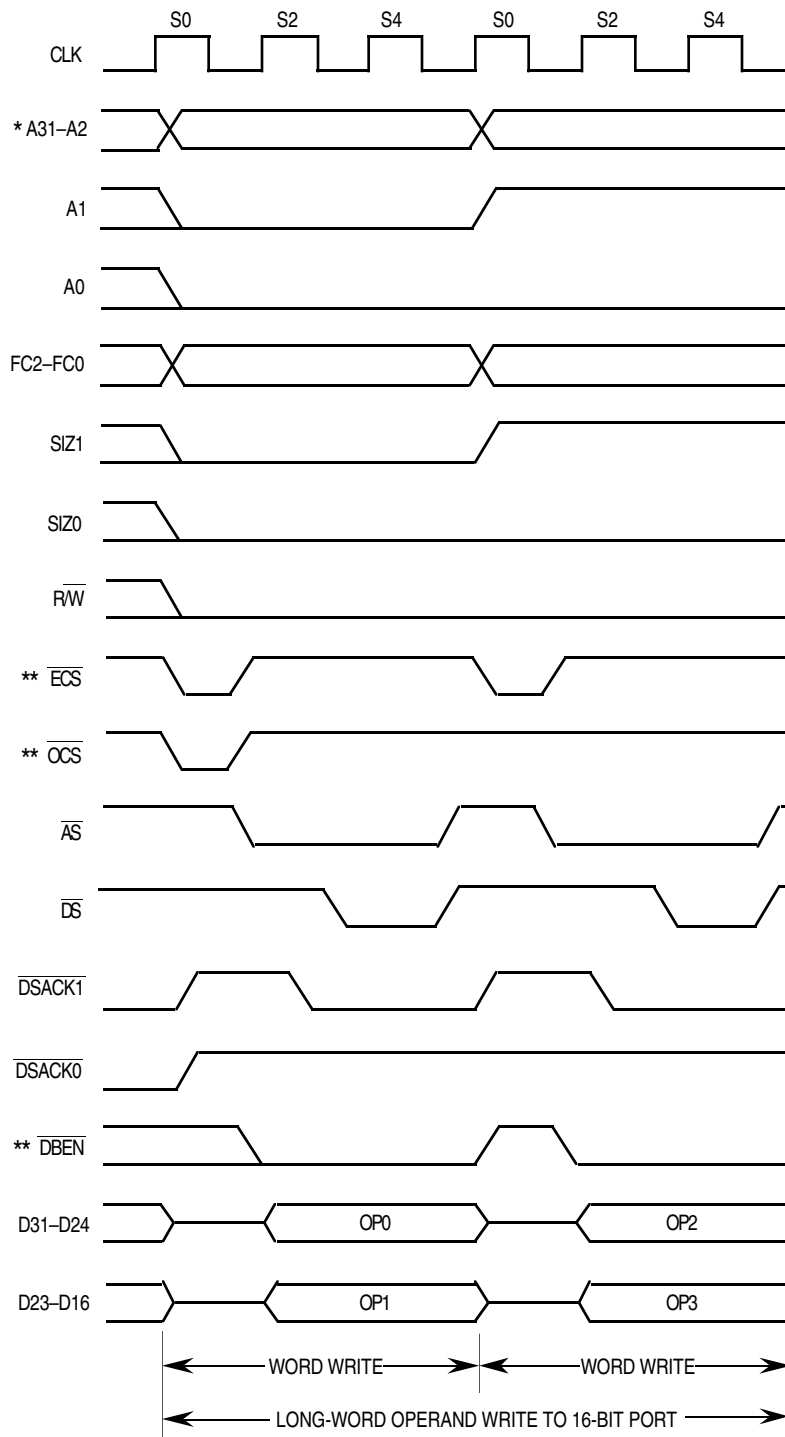 S0 S2 S4 S0 S2 S4
CLK
* A31–A2
A1
A0
FC2–FC0
SIZ1
SIZ0
R/W
** ECS
** OCS
AS
DS
DSACK1
DSACK0
** DBEN
D31–D24 OP0 OP2
D23–D16 OP1 OP3
WORD WRITE WORD WRITE
LONG-WORD OPERAND WRITE TO 16-BIT PORT